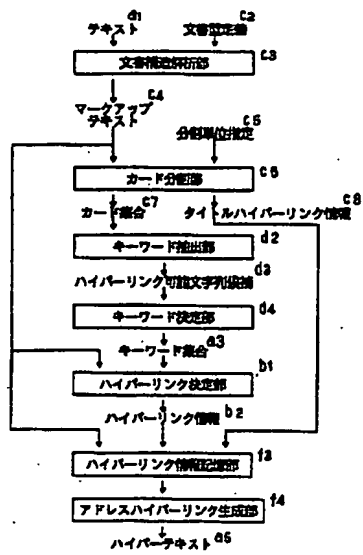 テキスト d1
文書 c2
文書構造解析部 c3
マークアップ c4
テキスト
分割単位指定 c5
カード分割部 c6
カード集合 c7
タイトルハイパーリンク情報 c8
キーワード抽出部 d2
ハイパーリンク可能文字列候補 d3
キーワード決定部 d4
キーワード集合 a3
ハイパーリンク決定部 b1
ハイパーリンク情報 b2
ハイパーリンク情報記憶部 f3
アドレスハイパーリンク生成部 f4
ハイパーテキスト a5